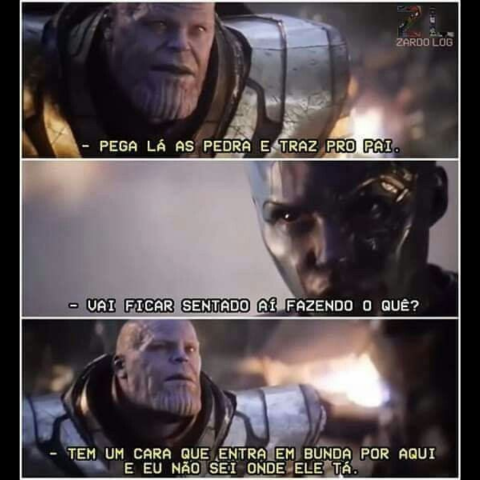 ZL
ZARDO LOG
- PEGA LÁ AS PEDRA E TRAZ PRO PAI.
- VAI FICAR SENTADO AÍ FAZENDO O QUÊ?
- TEM UM CARA QUE ENTRA EM BUNDA POR AQUI
E EU NÃO SEI ONDE ELE TÁ.